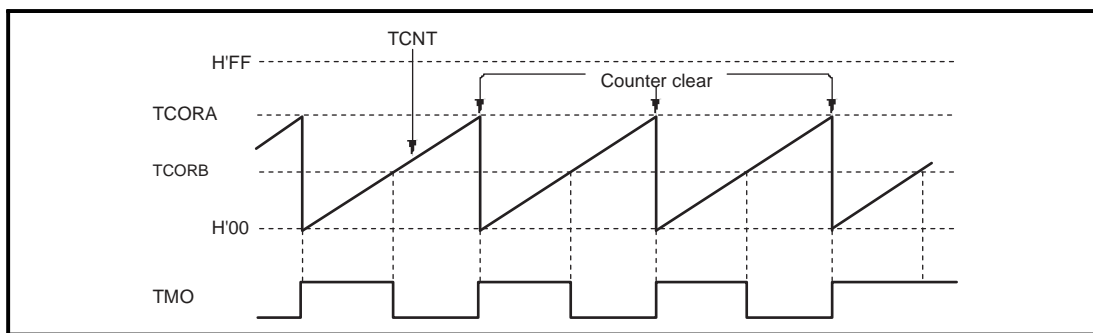 TCNT
H'FF
Counter clear
TCORA
TCORB
H'00
TMO